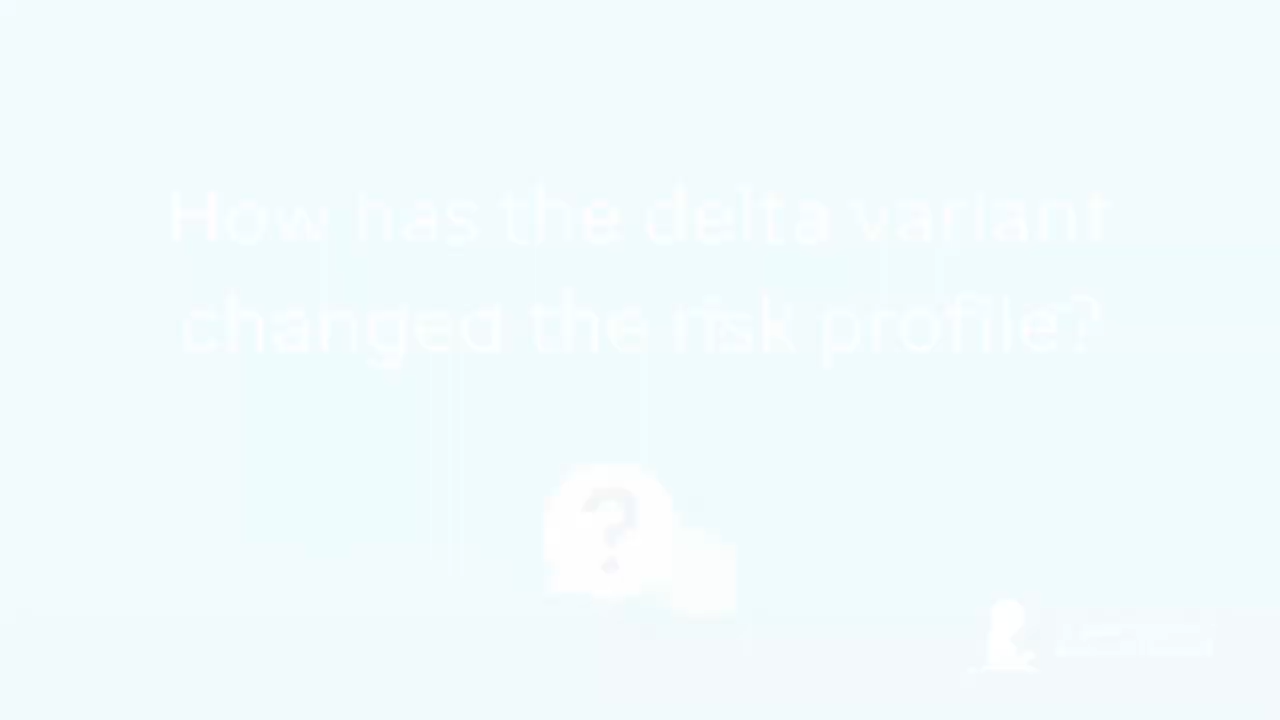 How has the delta variant
changed the risk profile?
?